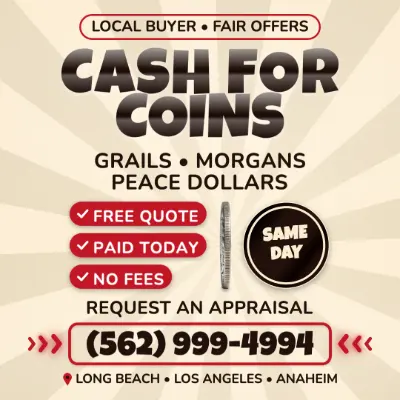 LOCAL BUYER • FAIR OFFERS
CASH FOR
COINS
GRAILS • MORGANS
PEACE DOLLARS
FREE QUOTE
PAID TODAY
NO FEES
SAME
DAY
REQUEST AN APPRAISAL
(562) 999-4994
LONG BEACH • LOS ANGELES • ANAHEIM